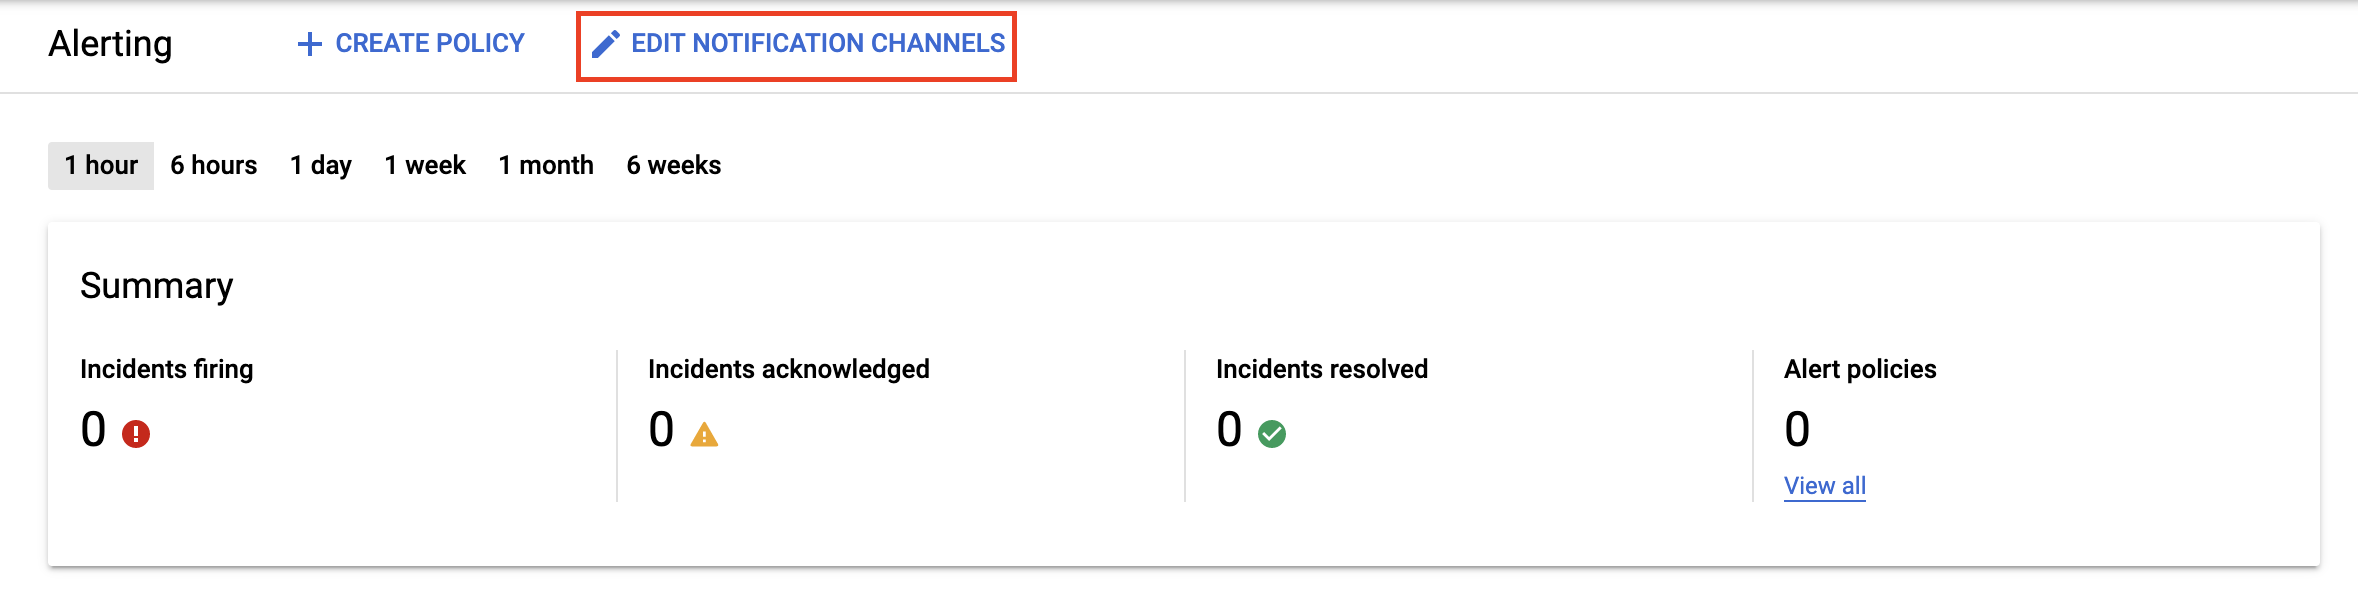 Alerting
CREATE POLICY
EDIT NOTIFICATION CHANNELS
1 hour
6 hours
1 day
1 week
1 month
6 weeks
Summary
Incidents firing
0
Incidents acknowledged
0
Incidents resolved
0
Alert policies
0
View all